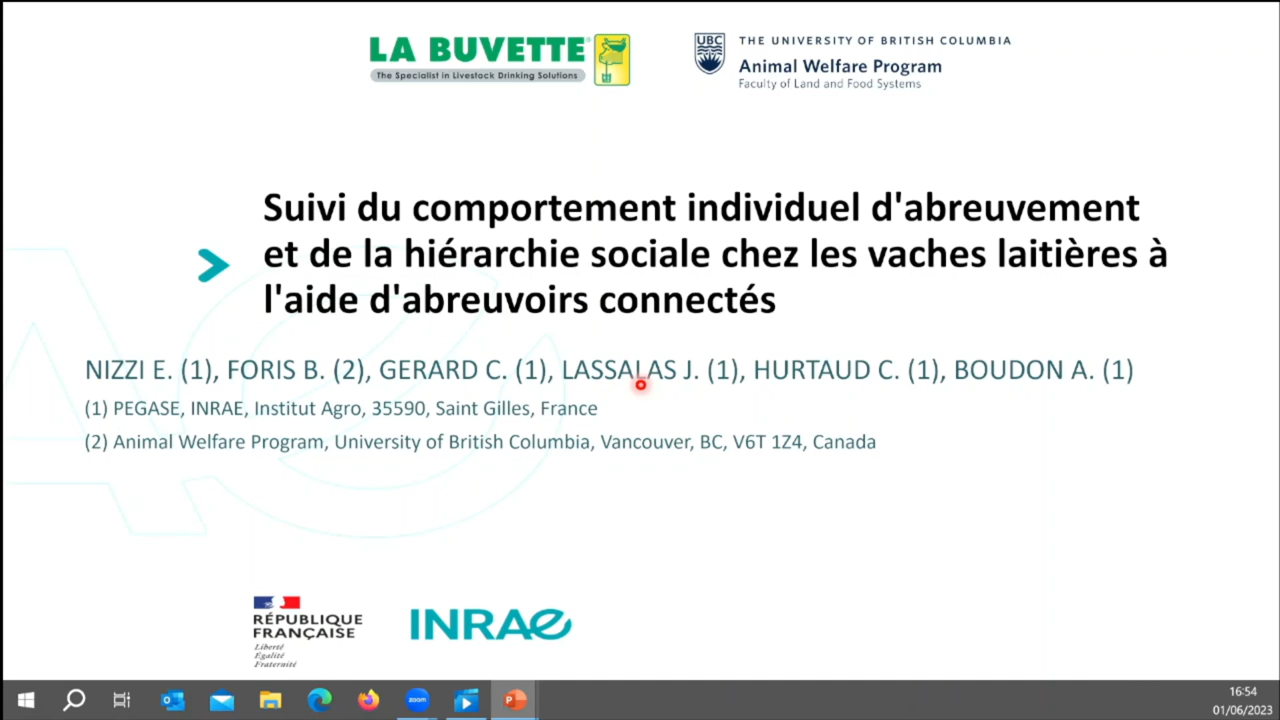 LA BUVETTE
The Specialist in Livestock Drinking Solutions
UBC
THE UNIVERSITY OF BRITISH COLUMBIA
Animal Welfare Program
Faculty of Land and Food Systems
Suivi du comportement individuel d'abreuvement
et de la hiérarchie sociale chez les vaches laitières à
l'aide d'abreuvoirs connectés
NIZZI E. (1), FORIS B. (2), GERARD C. (1), LASSALAS J. (1), HURTAUD C. (1), BOUDON A. (1)
(1) PEGASE, INRAE, Institut Agro, 35590, Saint Gilles, France
(2) Animal Welfare Program, University of British Columbia, Vancouver, BC, V6T 1Z4, Canada
RÉPUBLIQUE
FRANÇAISE
Liberté
Égalité
Fraternité
INRAE
zoom
16:54
01/06/2023